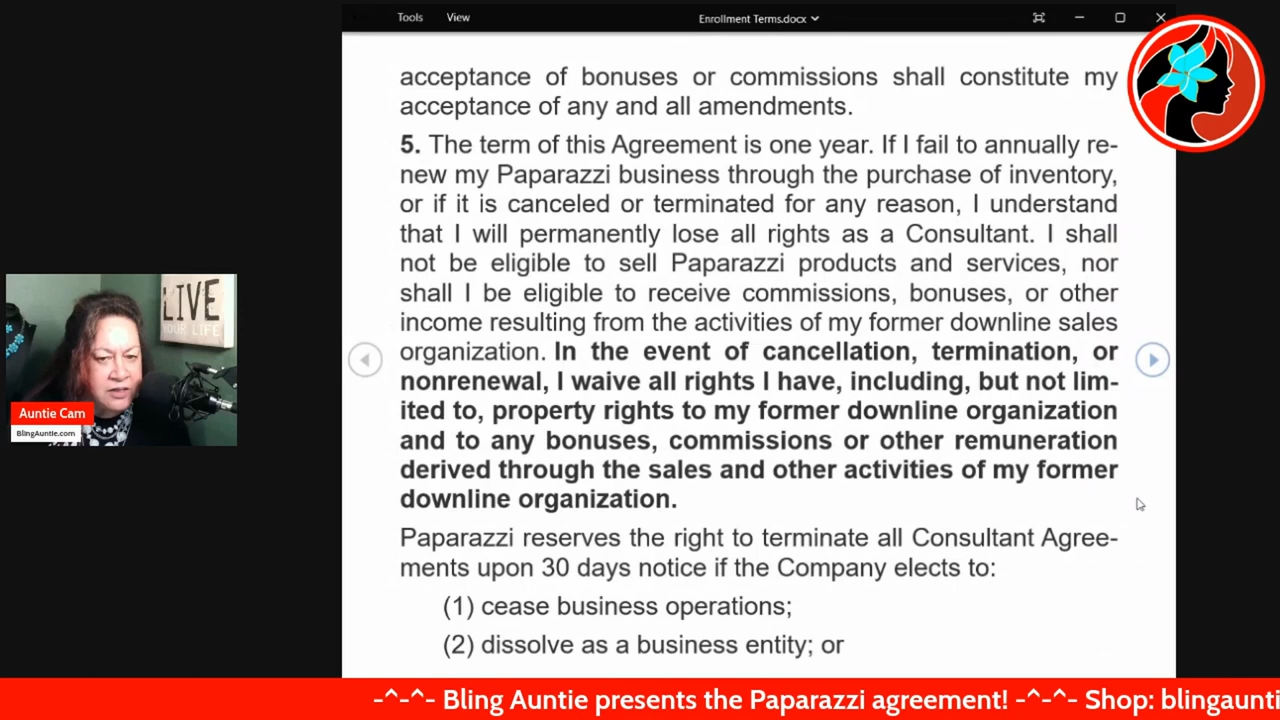 Tools View Enrollment Terms.docx
acceptance of bonuses or commissions shall constitute my
acceptance of any and all amendments.
5. The term of this Agreement is one year. If I fail to annually re-
new my Paparazzi business through the purchase of inventory,
or if it is canceled or terminated for any reason, I understand
that I will permanently lose all rights as a Consultant. I shall
not be eligible to sell Paparazzi products and services, nor
shall I be eligible to receive commissions, bonuses, or other
income resulting from the activities of my former downline sales
organization. In the event of cancellation, termination, or
nonrenewal, I waive all rights I have, including, but not lim-
ited to, property rights to my former downline organization
and to any bonuses, commissions or other remuneration
derived through the sales and other activities of my former
downline organization.
Paparazzi reserves the right to terminate all Consultant Agree-
ments upon 30 days notice if the Company elects to:
(1) cease business operations;
(2) dissolve as a business entity; or
LIVE
YOUR LIFE
Auntie Cam
BlingAuntie.com
-^-^- Bling Auntie presents the Paparazzi agreement! -^-^- Shop: blingaunti